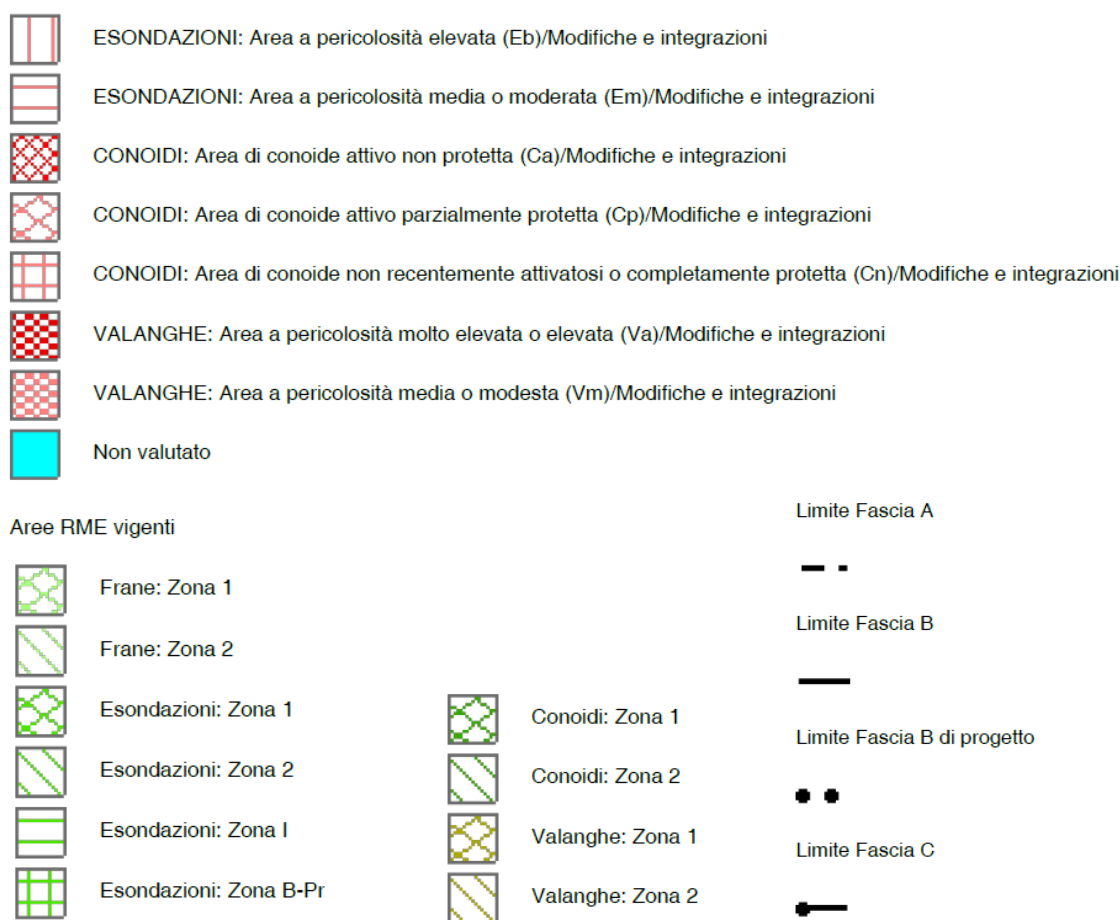 ESONDAZIONI: Area a pericolosità elevata (Eb)/Modifiche e integrazioni
ESONDAZIONI: Area a pericolosità media o moderata (Em)/Modifiche e integrazioni
CONOIDI: Area di conoide attivo non protetta (Ca)/Modifiche e integrazioni
CONOIDI: Area di conoide attivo parzialmente protetta (Cp)/Modifiche e integrazioni
CONOIDI: Area di conoide non recentemente attivatosi o completamente protetta (Cn)/Modifiche e integrazioni
VALANGHE: Area a pericolosità molto elevata o elevata (Va)/Modifiche e integrazioni
VALANGHE: Area a pericolosità media o modesta (Vm)/Modifiche e integrazioni
Non valutato
Aree RME vigenti
Frane: Zona 1
Frane: Zona 2
Esondazioni: Zona 1
Esondazioni: Zona 2
Esondazioni: Zona I
Esondazioni: Zona B-Pr
Conoidi: Zona 1
Conoidi: Zona 2
Valanghe: Zona 1
Valanghe: Zona 2
Limite Fascia A
Limite Fascia B
Limite Fascia B di progetto
Limite Fascia C